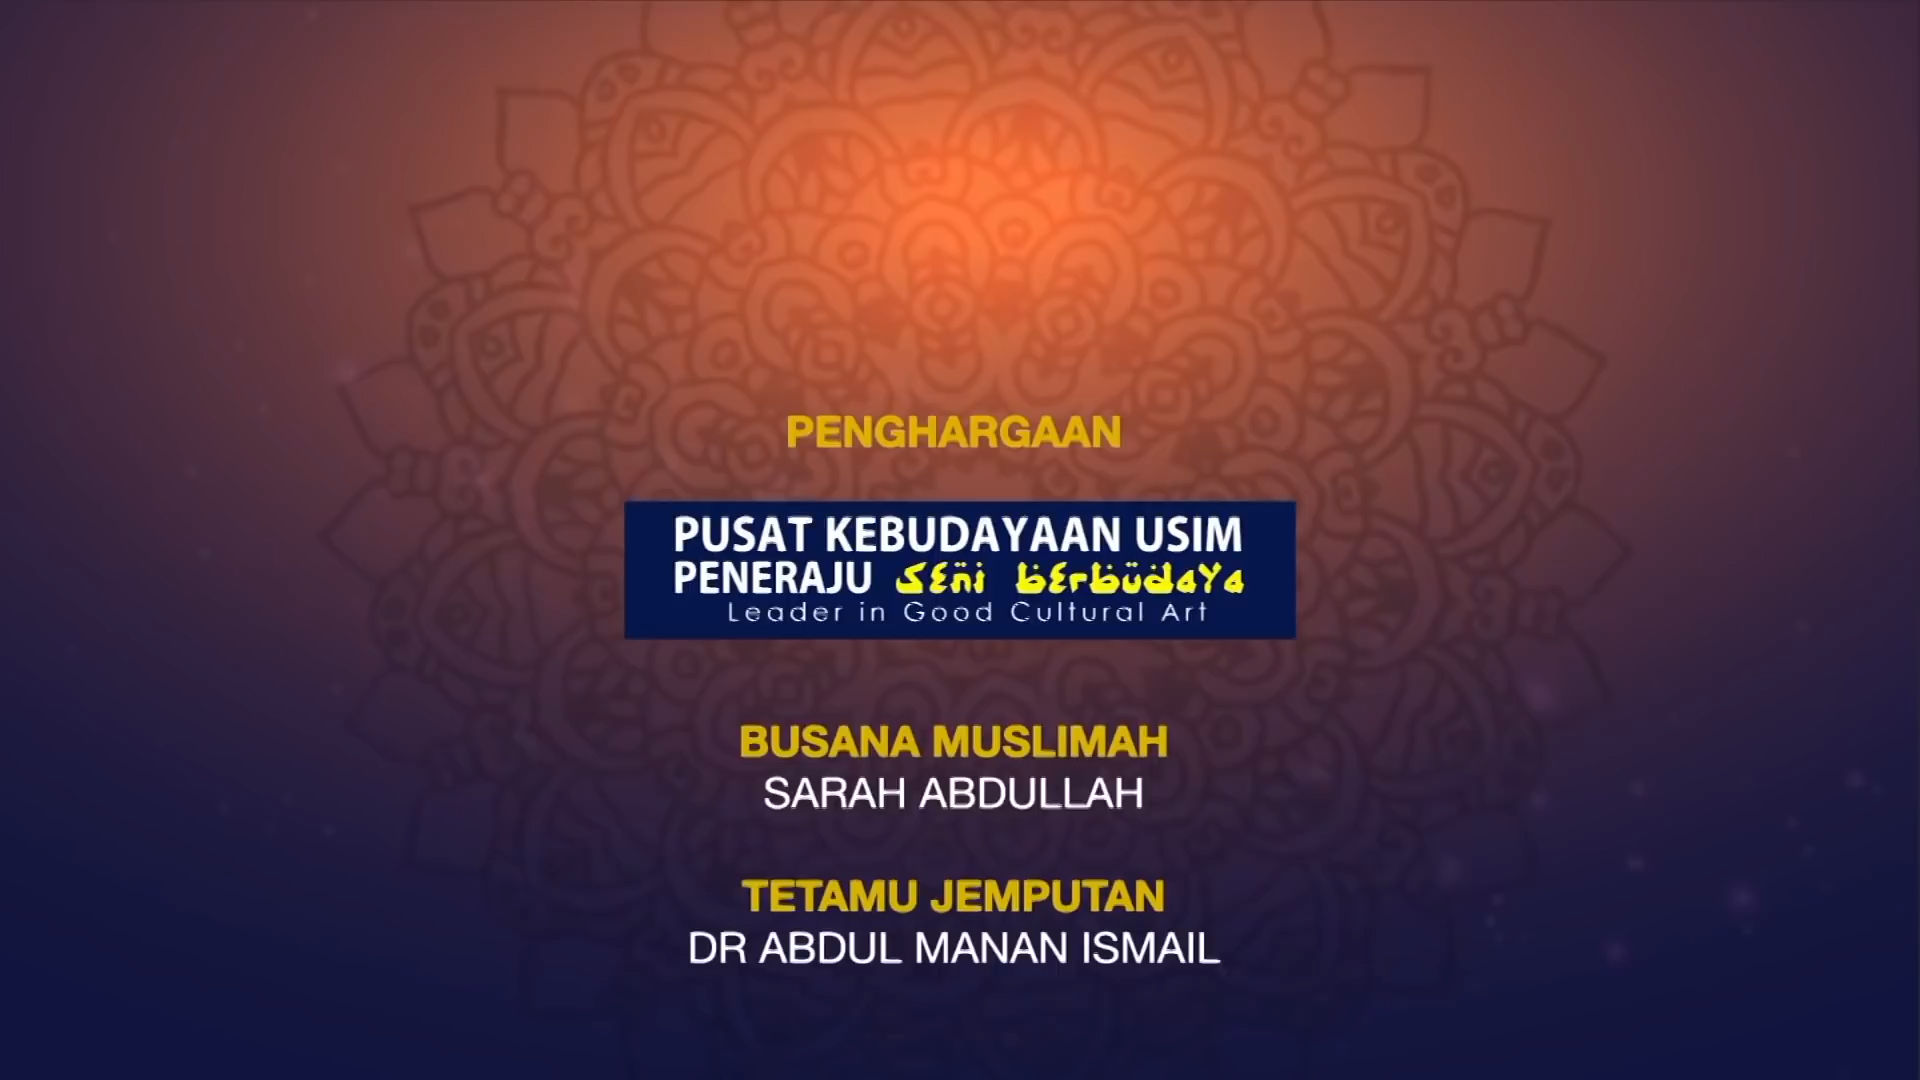 PENGHARGAAN
PUSAT KEBUDAYAAN USIM
PENERAJU seni berbudaya
Leader in Good Cultural Art
BUSANA MUSLIMAH
SARAH ABDULLAH
TETAMU JEMPUTAN
DR ABDUL MANAN ISMAIL